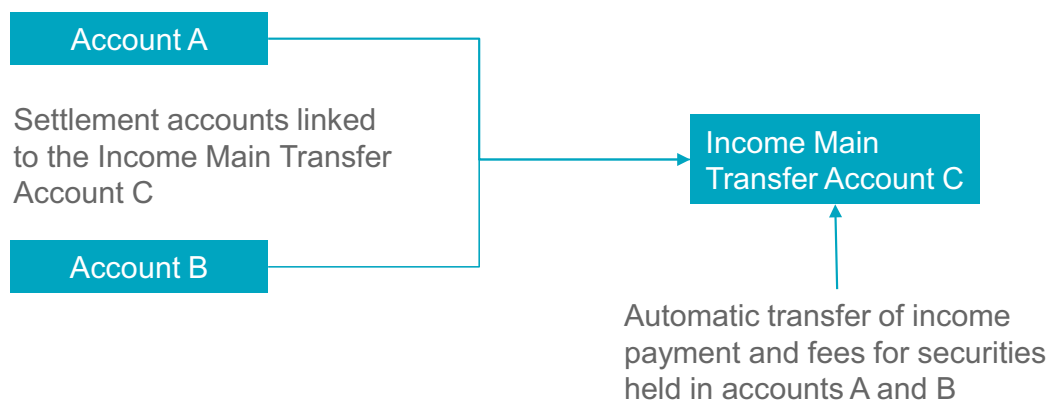 Account A
Settlement accounts linked
to the Income Main Transfer
Account C
Account B
Income Main
Transfer Account C
Automatic transfer of income
payment and fees for securities
held in accounts A and B